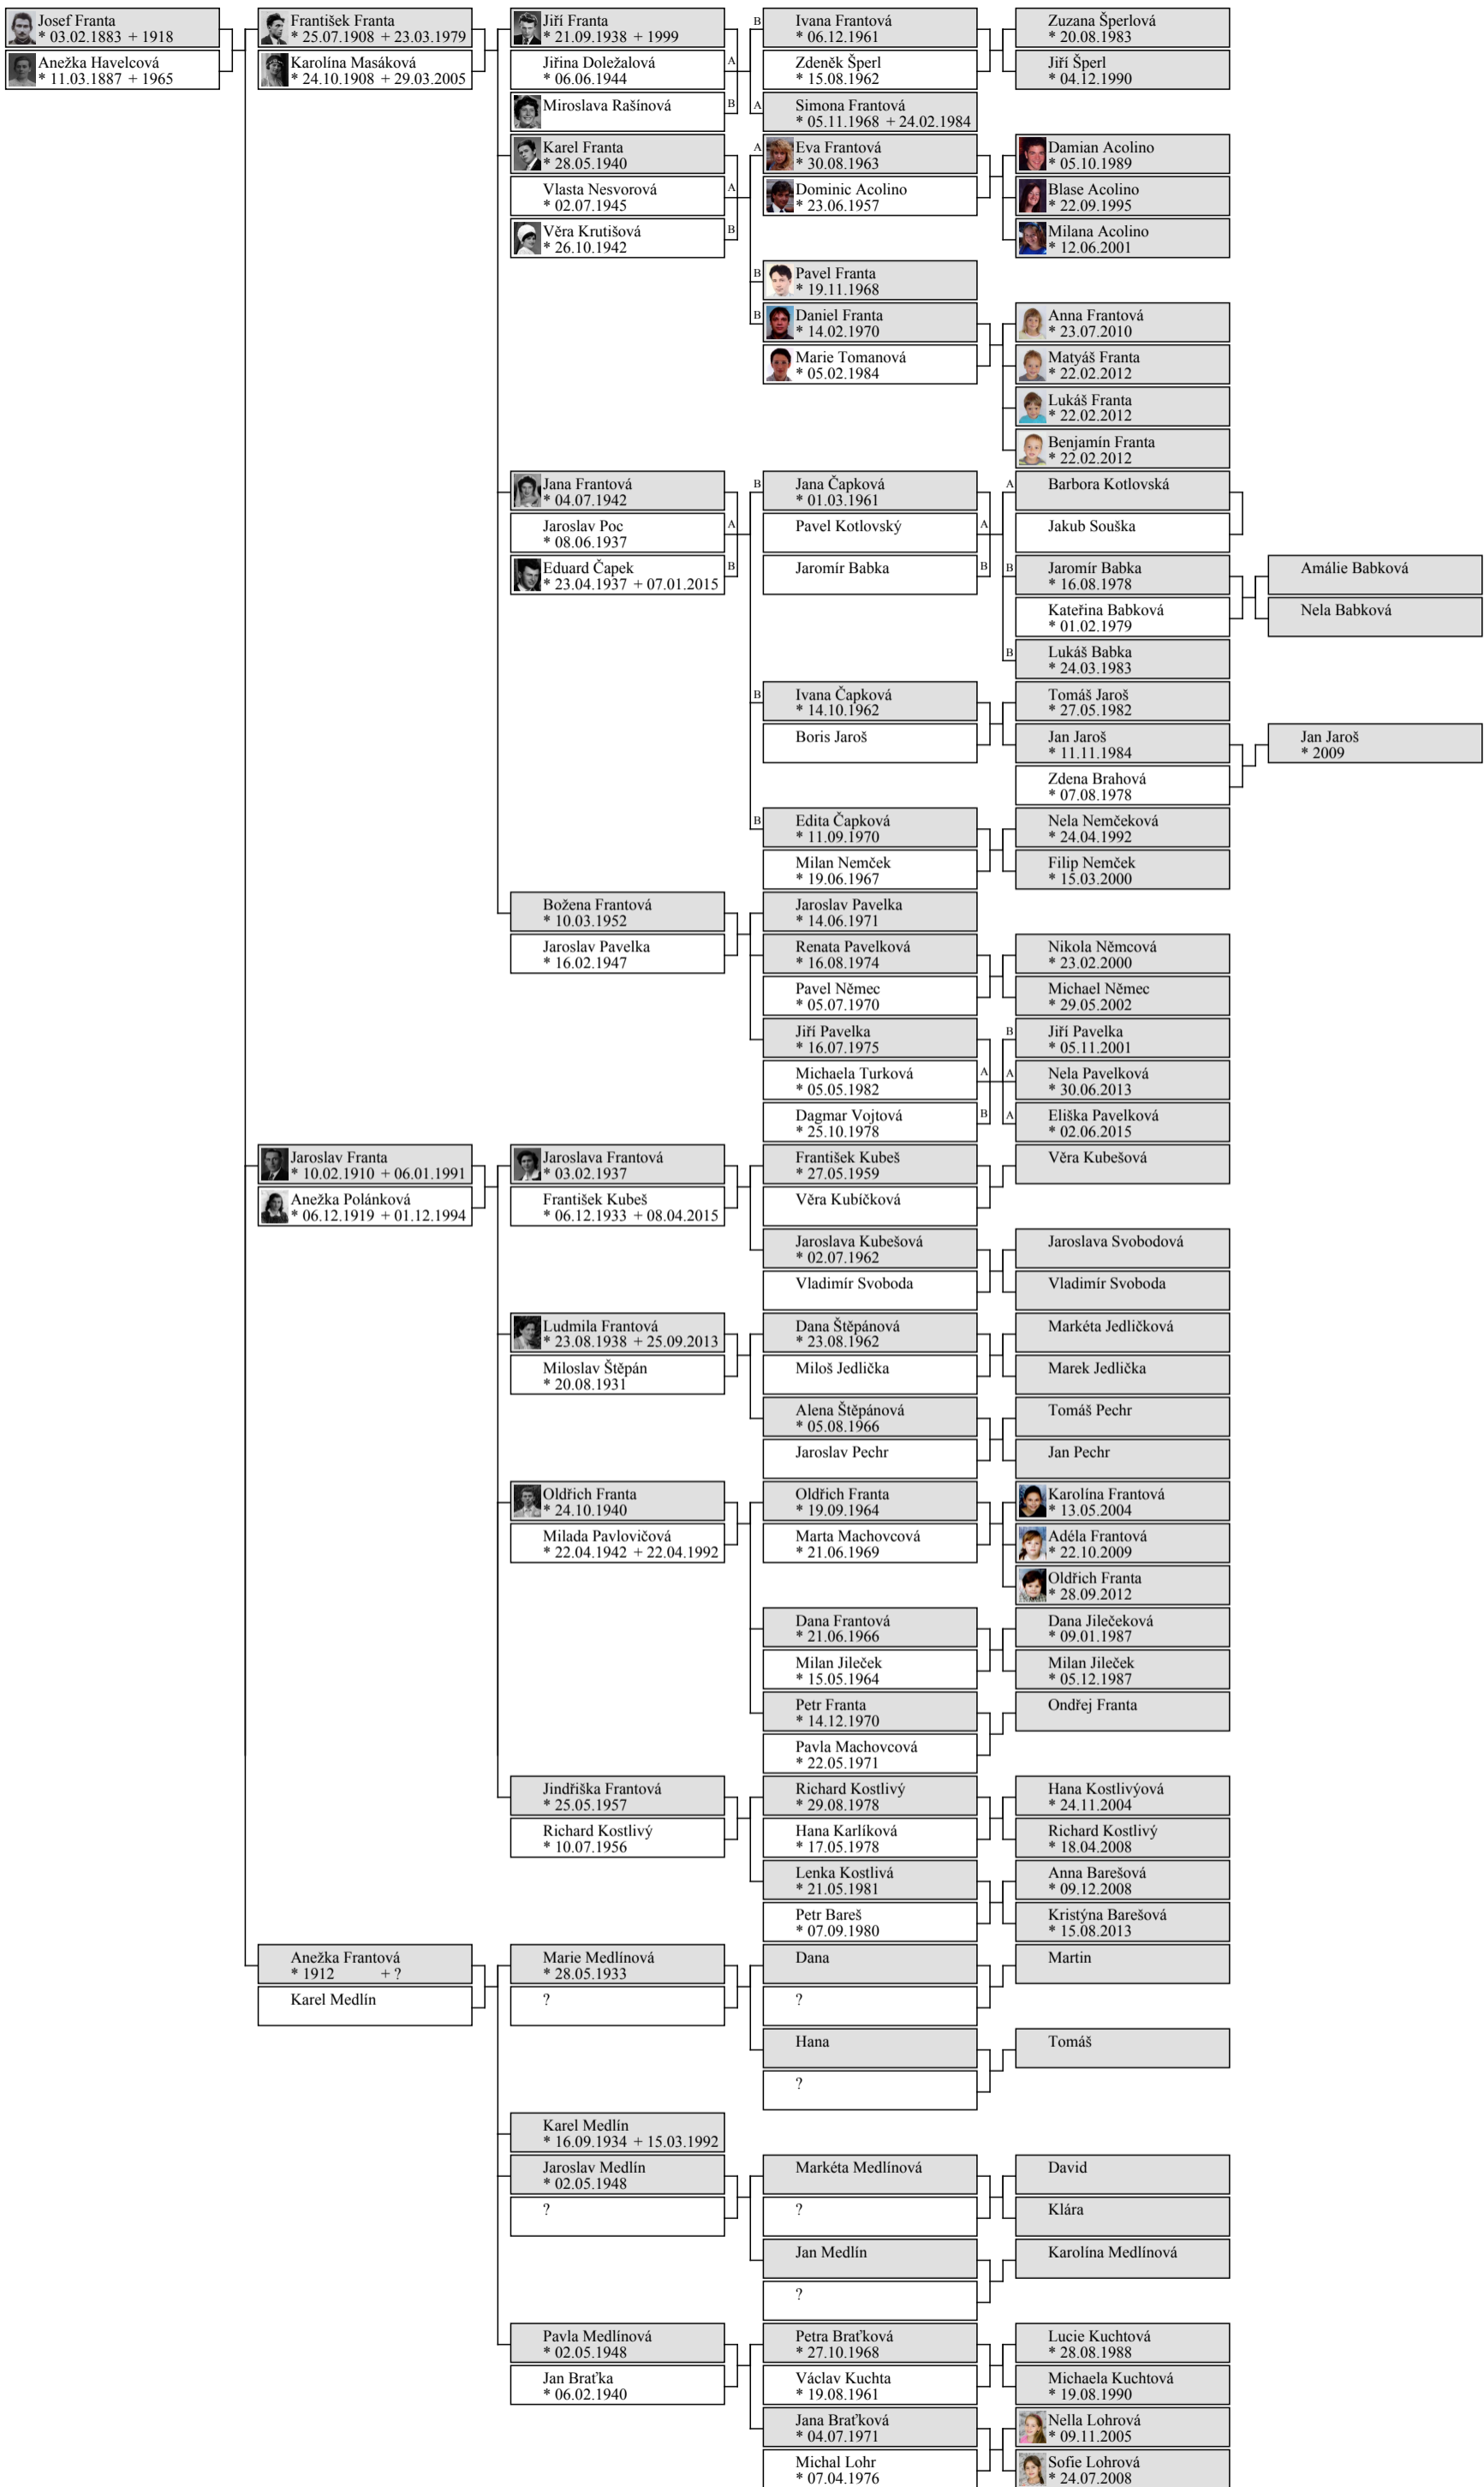 Josef Franta
* 03.02.1883 + 1918
Anežka Havelcová
* 11.03.1887 + 1965
František Franta
* 25.07.1908 + 23.03.1979
Karolína Masáková
* 24.10.1908 + 29.03.2005
Jiří Franta
* 21.09.1938 + 1999
Jiřina Doležalová
* 06.06.1944
A
Miroslava Rašínová
B
B
Ivana Frantová
* 06.12.1961
Zdeněk Šperl
* 15.08.1962
A
Simona Frantová
* 05.11.1968 + 24.02.1984
Zuzana Šperlová
* 20.08.1983
Jiří Šperl
* 04.12.1990
Karel Franta
* 28.05.1940
Vlasta Nesvorová
* 02.07.1945
A
Věra Krutišová
* 26.10.1942
B
A
Eva Frantová
* 30.08.1963
Dominic Acolino
* 23.06.1957
Damian Acolino
* 05.10.1989
Blase Acolino
* 22.09.1995
Milana Acolino
* 12.06.2001
B
Pavel Franta
* 19.11.1968
B
Daniel Franta
* 14.02.1970
Marie Tomanová
* 05.02.1984
Anna Frantová
* 23.07.2010
Matyáš Franta
* 22.02.2012
Lukáš Franta
* 22.02.2012
Benjamín Franta
* 22.02.2012
Jana Frantová
* 04.07.1942
Jaroslav Poc
* 08.06.1937
A
Eduard Čapek
* 23.04.1937 + 07.01.2015
B
B
Jana Čapková
* 01.03.1961
Pavel Kotlovský
A
Jaromír Babka
B
A
Barbora Kotlovská
Jakub Souška
B
Jaromír Babka
* 16.08.1978
Kateřina Babková
* 01.02.1979
Amálie Babková
Nela Babková
B
Lukáš Babka
* 24.03.1983
B
Ivana Čapková
* 14.10.1962
Boris Jaroš
Tomáš Jaroš
* 27.05.1982
Jan Jaroš
* 11.11.1984
Zdena Brahová
* 07.08.1978
Jan Jaroš
* 2009
B
Edita Čapková
* 11.09.1970
Milan Nemček
* 19.06.1967
Nela Nemčeková
* 24.04.1992
Filip Nemček
* 15.03.2000
Božena Frantová
* 10.03.1952
Jaroslav Pavelka
* 16.02.1947
Jaroslav Pavelka
* 14.06.1971
Renata Pavelková
* 16.08.1974
Pavel Němec
* 05.07.1970
Nikola Němcová
* 23.02.2000
Michael Němec
* 29.05.2002
Jiří Pavelka
* 16.07.1975
Michaela Turková
* 05.05.1982
A
Dagmar Vojtová
* 25.10.1978
B
B
Jiří Pavelka
* 05.11.2001
A
Nela Pavelková
* 30.06.2013
A
Eliška Pavelková
* 02.06.2015
Jaroslav Franta
* 10.02.1910 + 06.01.1991
Anežka Polánková
* 06.12.1919 + 01.12.1994
Jaroslava Frantová
* 03.02.1937
František Kubeš
* 06.12.1933 + 08.04.2015
František Kubeš
* 27.05.1959
Věra Kubíčková
Věra Kubešová
Jaroslava Kubešová
* 02.07.1962
Vladimír Svoboda
Jaroslava Svobodová
Vladimír Svoboda
Ludmila Frantová
* 23.08.1938 + 25.09.2013
Miloslav Štěpán
* 20.08.1931
Dana Štěpánová
* 23.08.1962
Miloš Jedlička
Markéta Jedličková
Marek Jedlička
Alena Štěpánová
* 05.08.1966
Jaroslav Pechr
Tomáš Pechr
Jan Pechr
Oldřich Franta
* 24.10.1940
Milada Pavlovičová
* 22.04.1942 + 22.04.1992
Oldřich Franta
* 19.09.1964
Marta Machovcová
* 21.06.1969
Karolína Frantová
* 13.05.2004
Adéla Frantová
* 22.10.2009
Oldřich Franta
* 28.09.2012
Dana Frantová
* 21.06.1966
Milan Jileček
* 15.05.1964
Dana Jilečeková
* 09.01.1987
Milan Jileček
* 05.12.1987
Petr Franta
* 14.12.1970
Pavla Machovcová
* 22.05.1971
Ondřej Franta
Jindřiška Frantová
* 25.05.1957
Richard Kostlivý
* 10.07.1956
Richard Kostlivý
* 29.08.1978
Hana Karlíková
* 17.05.1978
Hana Kostlivýová
* 24.11.2004
Richard Kostlivý
* 18.04.2008
Lenka Kostlivá
* 21.05.1981
Petr Bareš
* 07.09.1980
Anna Barešová
* 09.12.2008
Kristýna Barešová
* 15.08.2013
Anežka Frantová
* 1912 + ?
Karel Medlín
Marie Medlínová
* 28.05.1933
?
Dana
?
Martin
Hana
?
Tomáš
Karel Medlín
* 16.09.1934 + 15.03.1992
Jaroslav Medlín
* 02.05.1948
?
Markéta Medlínová
?
David
Klára
Jan Medlín
?
Karolína Medlínová
Pavla Medlínová
* 02.05.1948
Jan Braťka
* 06.02.1940
Petra Braťková
* 27.10.1968
Václav Kuchta
* 19.08.1961
Lucie Kuchtová
* 28.08.1988
Michaela Kuchtová
* 19.08.1990
Jana Braťková
* 04.07.1971
Michal Lohr
* 07.04.1976
Nella Lohrová
* 09.11.2005
Sofie Lohrová
* 24.07.2008